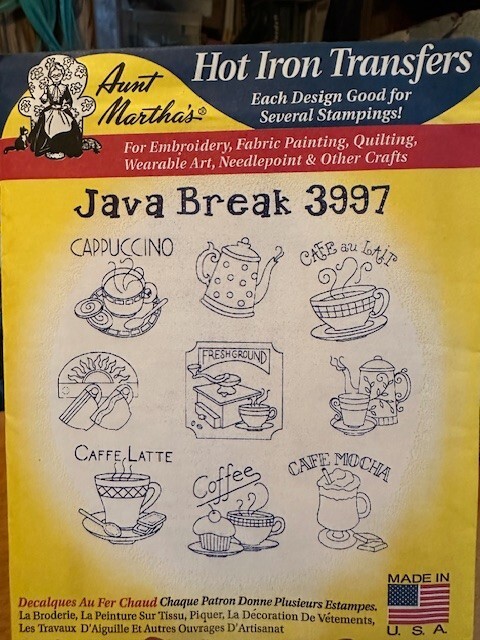 Aunt
Martha's®
Hot Iron Transfers
Each Design Good for
Several Stampings!
For Embroidery, Fabric Painting, Quilting,
Wearable Art, Needlepoint & Other Crafts
Java Break 3997
CAPPUCCINO
CAFE au LAIT
FRESH GROUND
CAFFE LATTE
Coffee
CAFE MOCHA
Decalques Au Fer Chaud Chaque Patron Donne Plusieurs Estampes.
La Broderie, La Peinture Sur Tissu, Piquer, La Décoration De Vétements,
Les Travaux D'Aiguille Et Autres Ouvrages D'Artisanat
MADE IN
U.S.A.